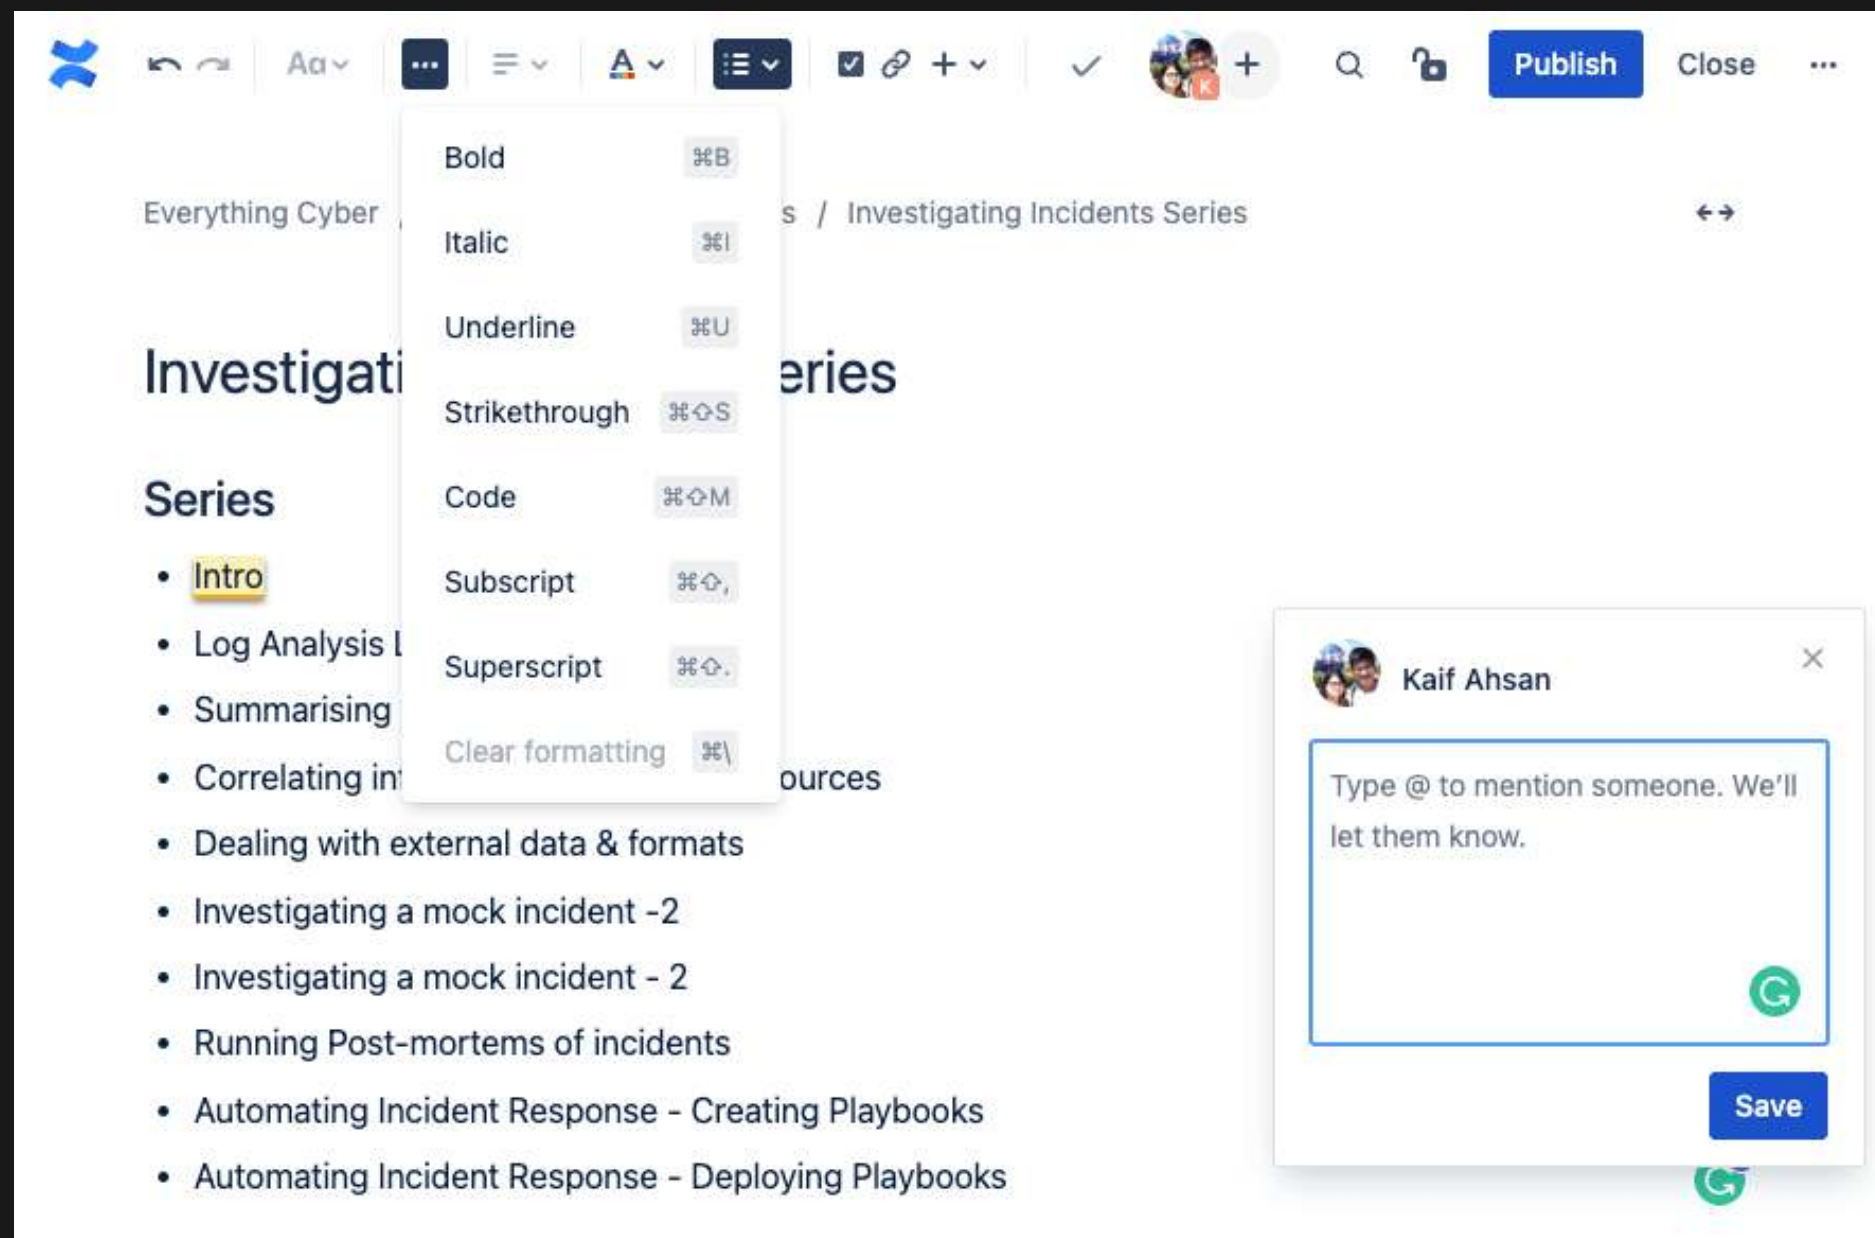 Aa
A
K
Publish
Close
Bold ⌘B
Everything Cyber / s / Investigating Incidents Series
Italic ⌘I
Underline ⌘U
Investigati eries
Strikethrough ⌘⇧S
Series
Code ⌘⇧M
Intro
Subscript ⌘⇧,
Log Analysis
Superscript ⌘⇧.
Summarising
Clear formatting ⌘\
Correlating ources
Dealing with external data & formats
Investigating a mock incident -2
Investigating a mock incident - 2
Running Post-mortems of incidents
Automating Incident Response - Creating Playbooks
Automating Incident Response - Deploying Playbooks
Kaif Ahsan
Type @ to mention someone. We'll
let them know.
Save